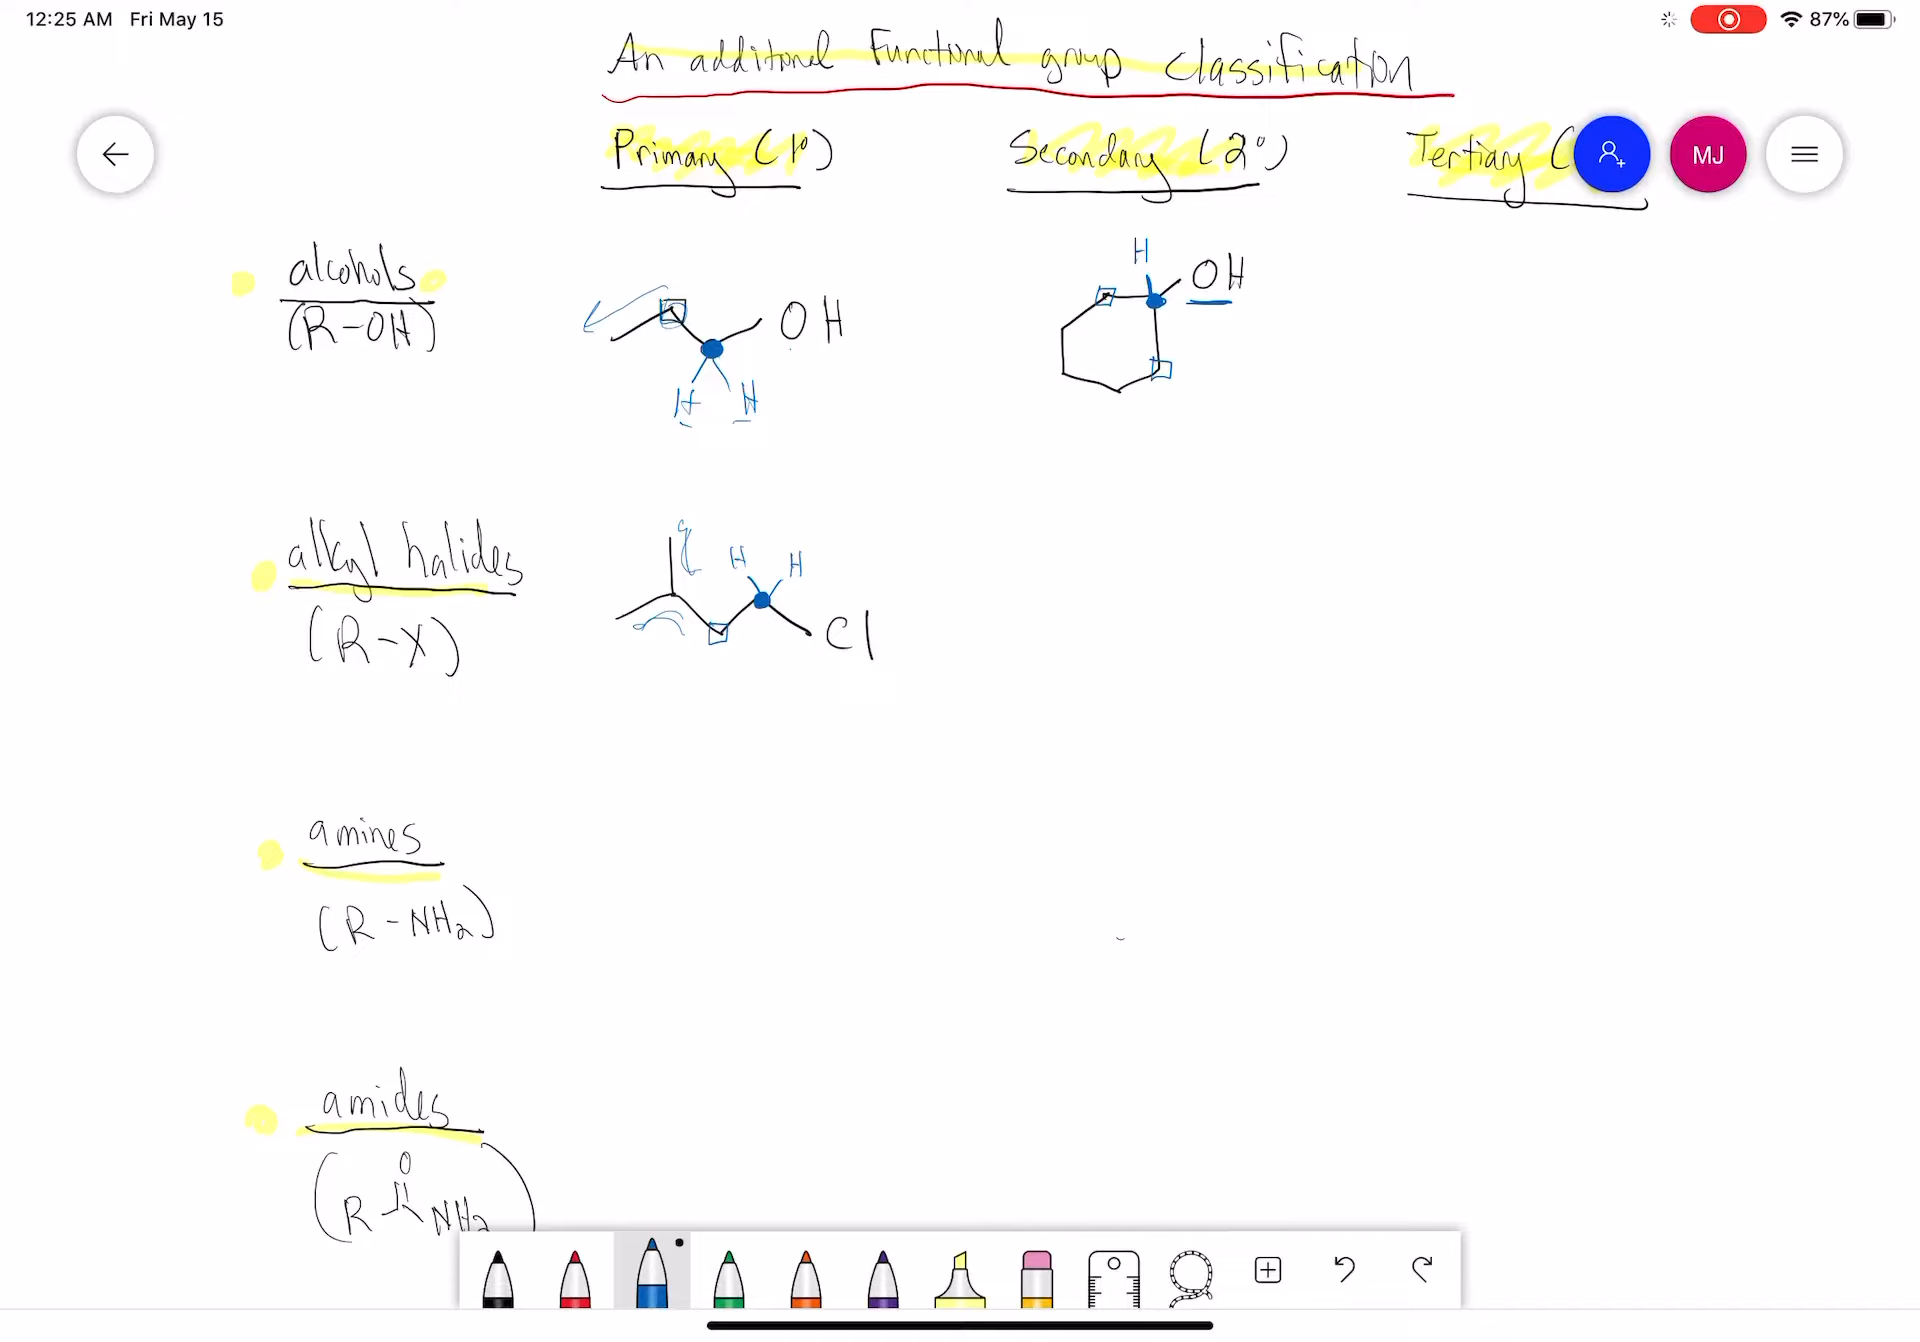 12:25 AM Fri May 15
87%
An additional Functional group classification
Primary (1°)
Secondary (2°)
Tertiary (
MJ
alcohols
(R-OH)
OH
H H
H
OH
alkyl halides
(R-X)
H H
Cl
amines
(R-NH₂)
amides
O
(R NH₂